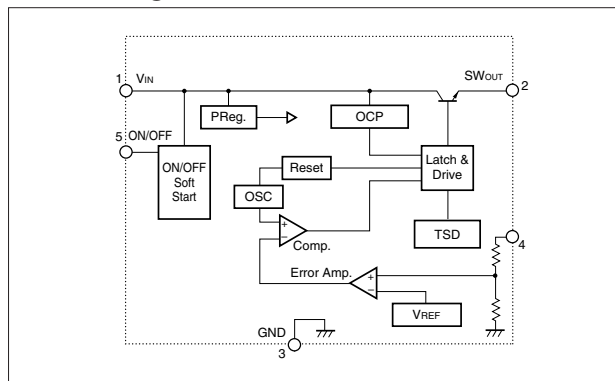 1 VIN
SWOUT 2
PReg.
OCP
5 ON/OFF
ON/OFF
Soft
Start
Reset
Latch &
Drive
OSC
+
−
Comp.
TSD
4
Error Amp.
+
−
VREF
GND
3